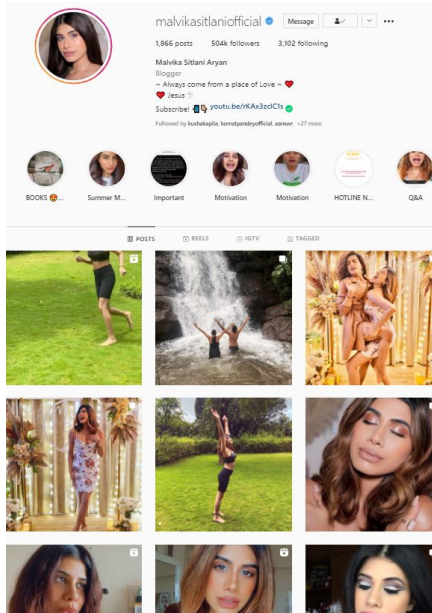 malvikasitlaniofficial Message
1,866 posts 504k followers 3,102 following
Malvika Sitlani Aryan
Blogger
~ Always come from a place of Love ~ ❤️
❤️ Jesus
Subscribe! youtu.be/rKAx3zclC1s
Followed by kushakapila, komalpandeyofficial, aanswr, +27 more
BOOKS 😍... Summer M... Important Motivation Motivation HOTLINE N... Q&A
POSTS REELS IGTV TAGGED